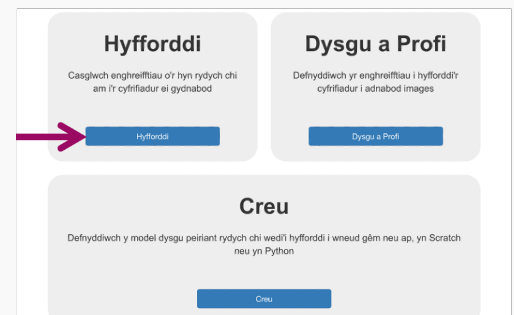 Hyfforddi
Casglwch enghreifftiau o'r hyn rydych chi
am i'r cyfrifiadur ei gydnabod
Hyfforddi
Dysgu a Profi
Defnyddiwch yr enghreifftiau i hyfforddi'r
cyfrifiadur i adnabod images
Dysgu a Profi
Creu
Defnyddiwch y model dysgu peiriant rydych chi wedi'i hyfforddi i wneud gêm neu ap, yn Scratch
neu yn Python
Creu